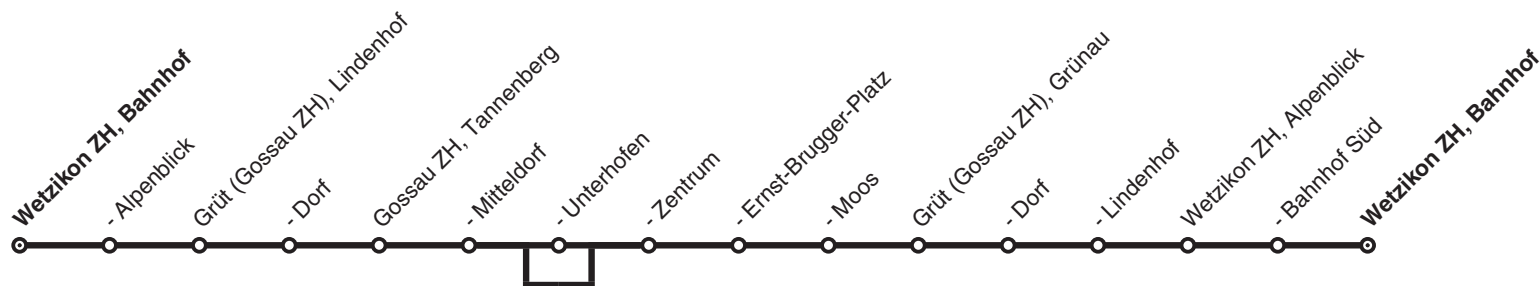 Wetzikon ZH, Bahnhof
- Alpenblick
Grüt (Gossau ZH), Lindenhof
- Dorf
Gossau ZH, Tannenberg
- Mitteldorf
- Unterhofen
- Zentrum
- Ernst-Brugger-Platz
- Moos
Grüt (Gossau ZH), Grünau
- Dorf
- Lindenhof
Wetzikon ZH, Alpenblick
- Bahnhof Süd
Wetzikon ZH, Bahnhof